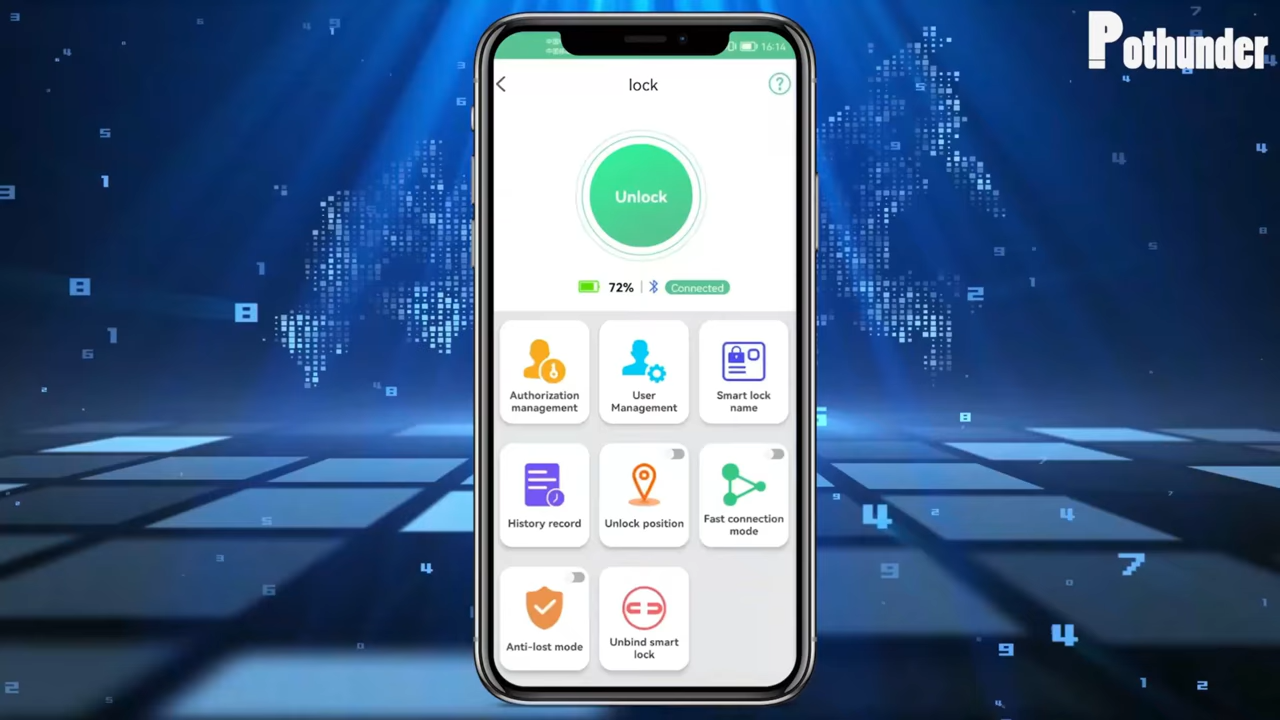 Pothunder
16:14
lock
?
Unlock
72%
Connected
Authorization
management
User
Management
Smart lock
name
History record
Unlock position
Fast connection
mode
Anti-lost mode
Unbind smart
lock